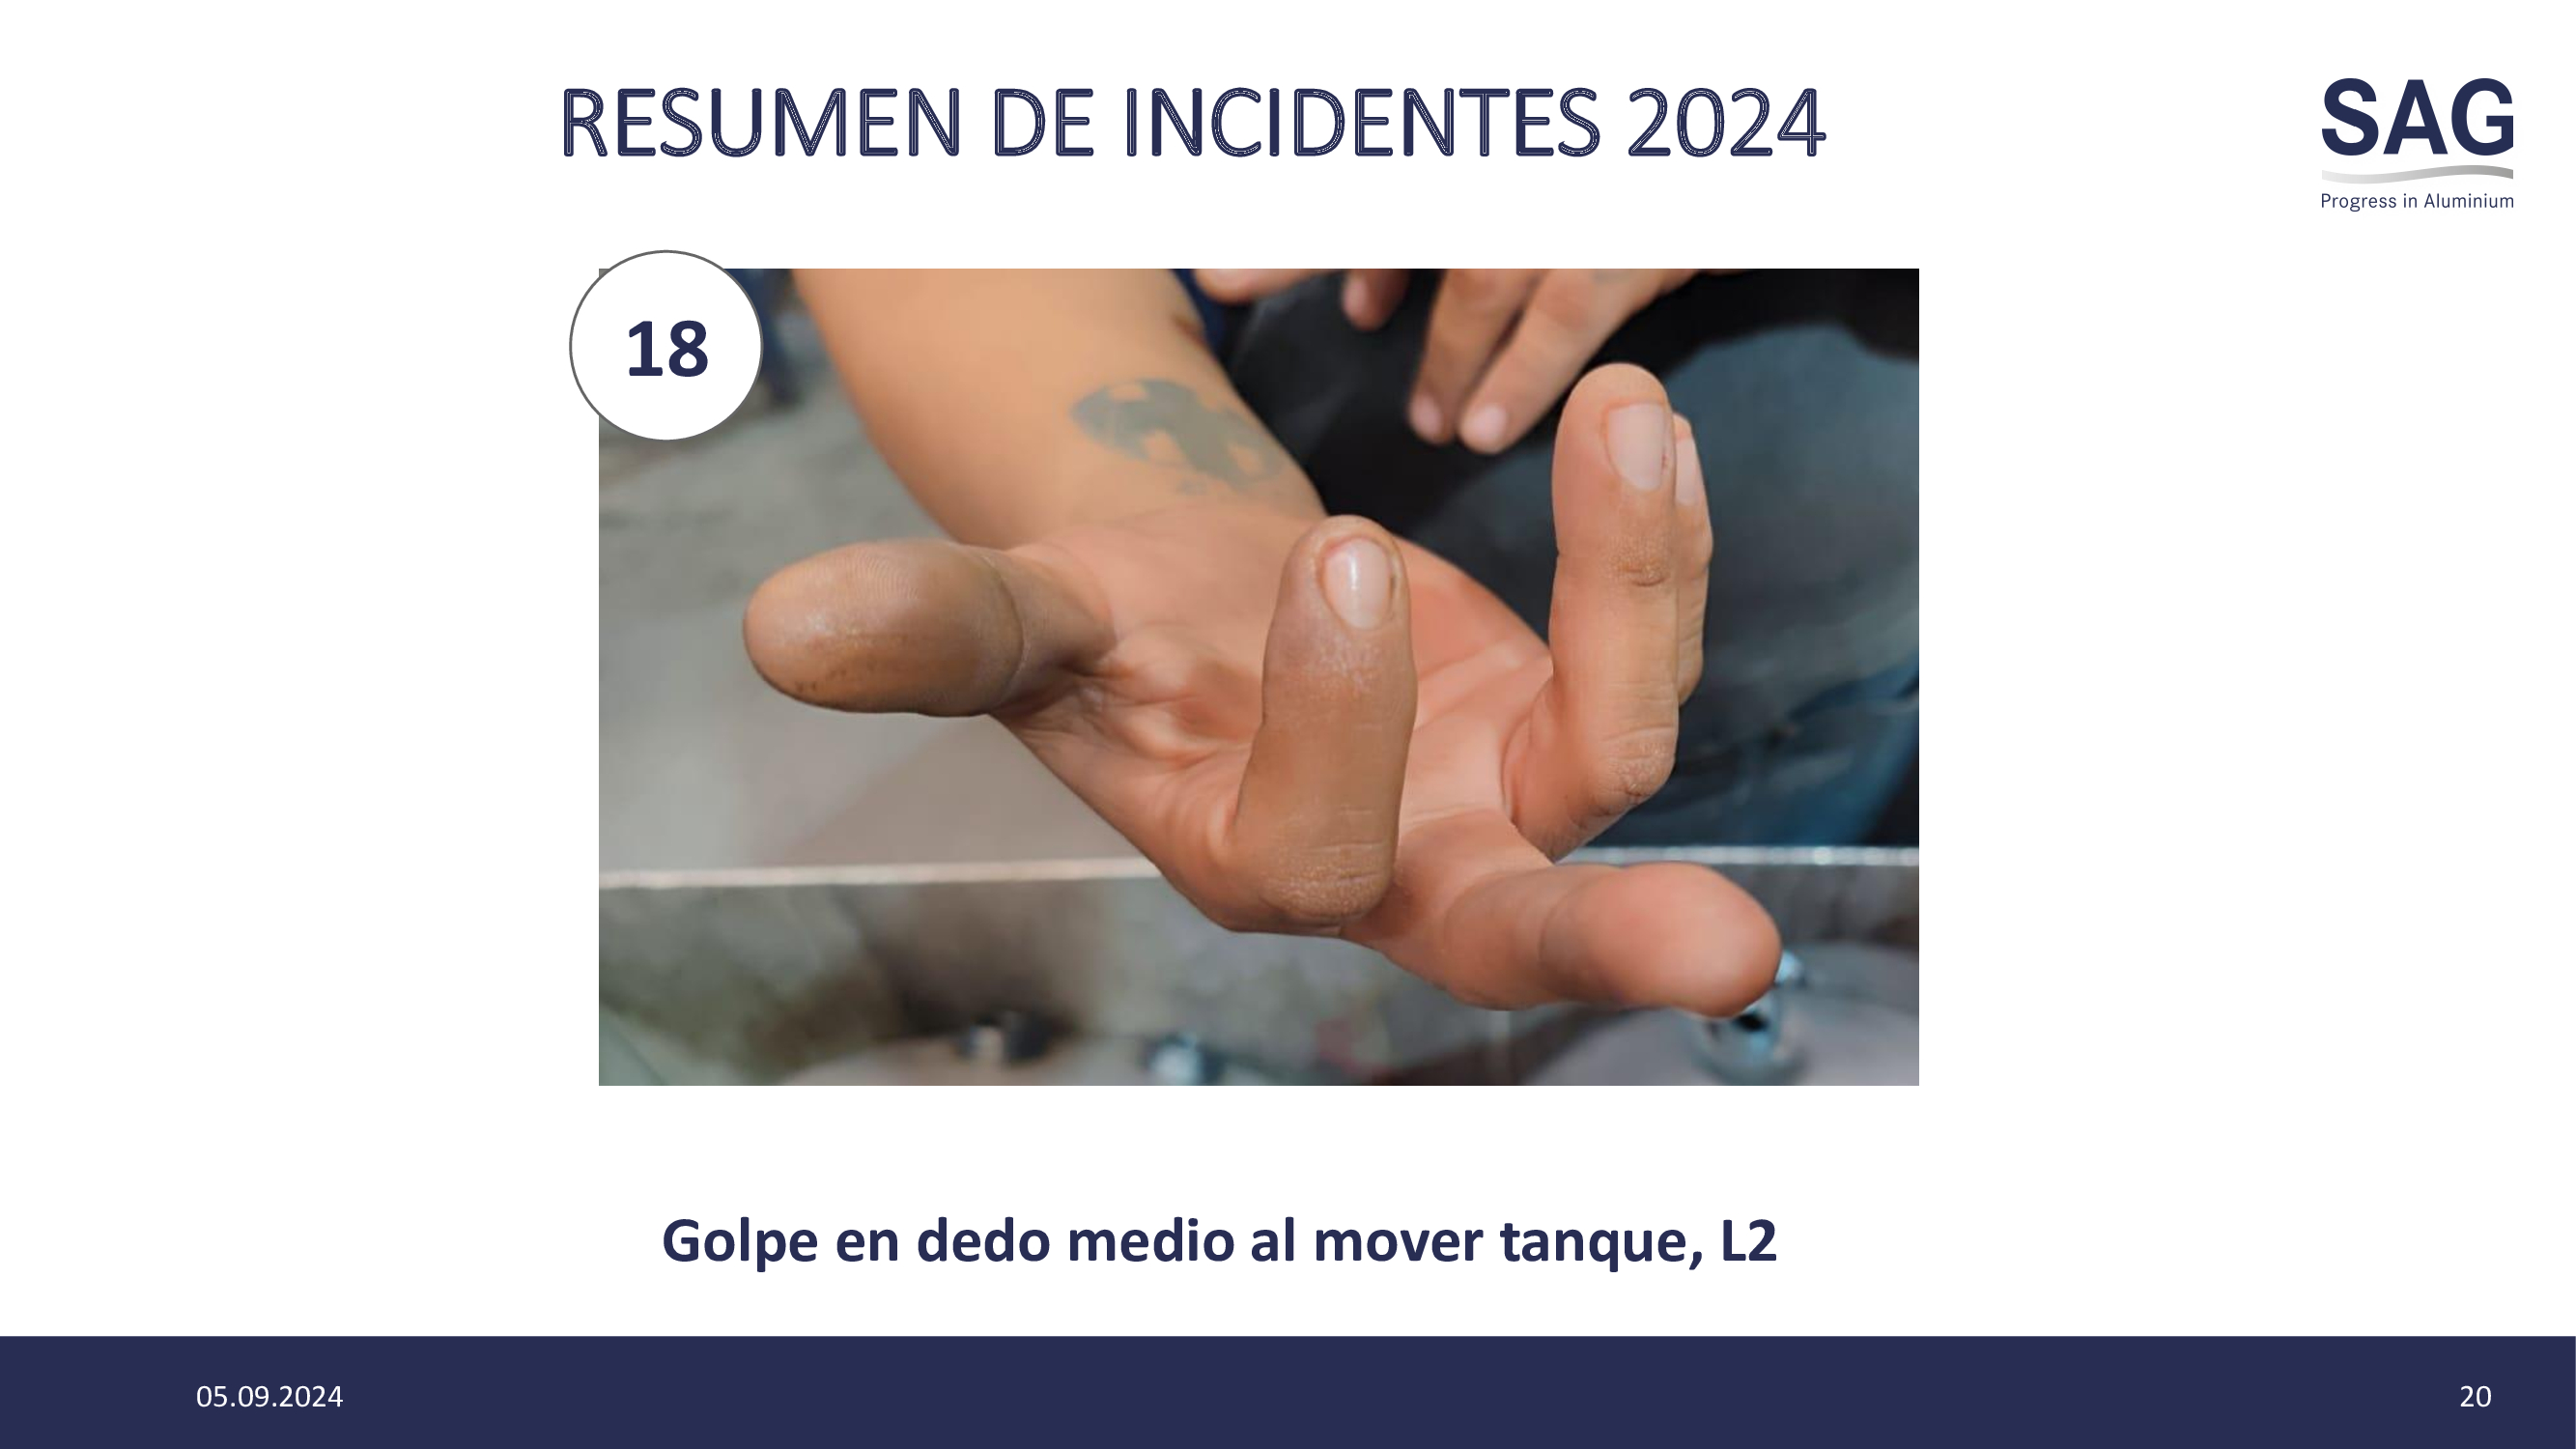 RESUMEN DE INCIDENTES 2024
SAG
Progress in Aluminium
18
Golpe en dedo medio al mover tanque, L2
05.09.2024
20